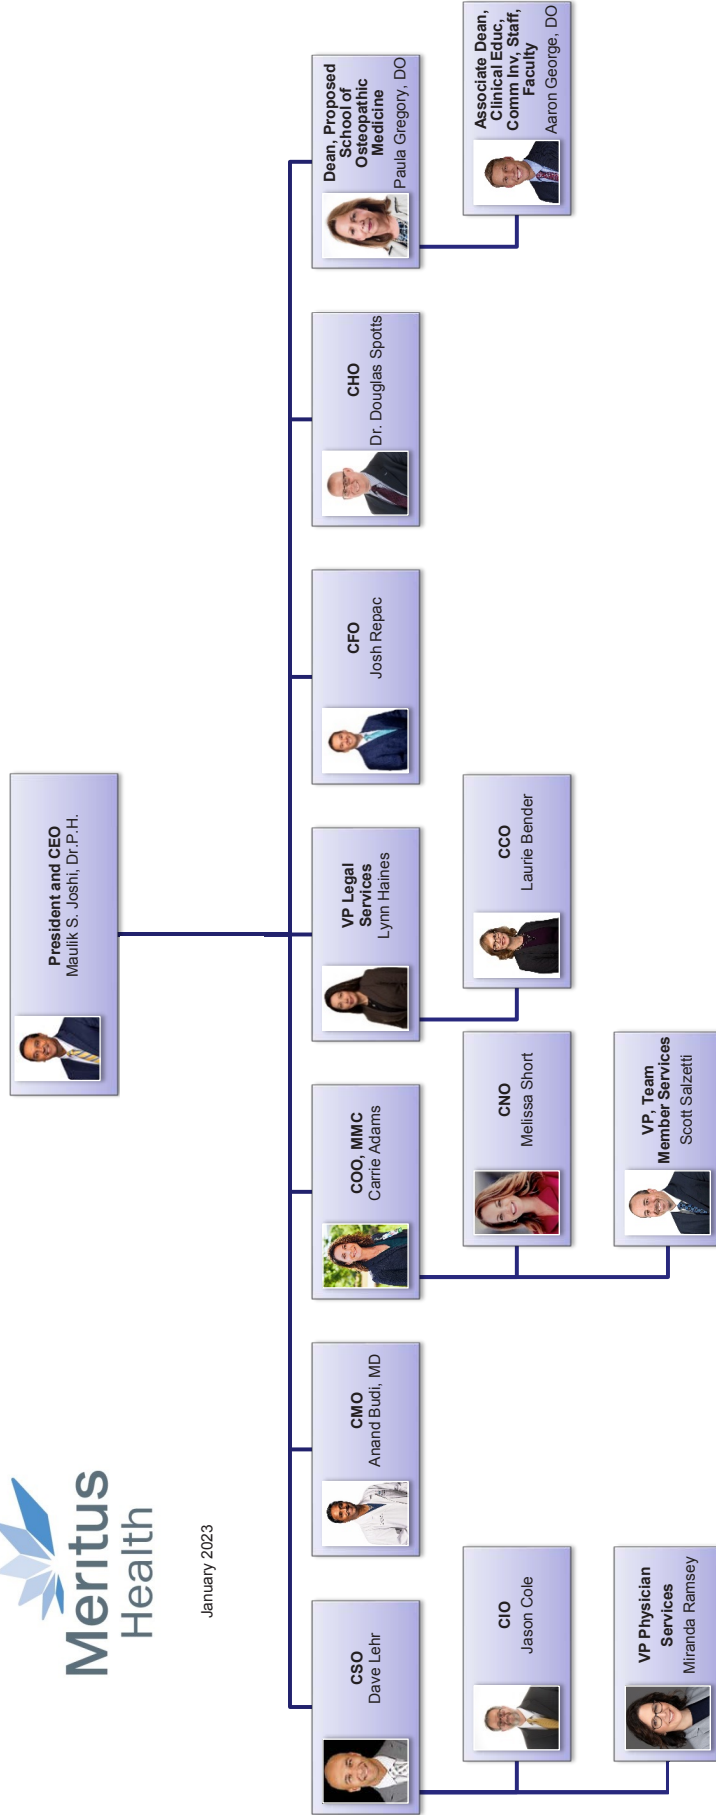 Meritus
Health
January 2023
President and CEO
Maulik S. Joshi, Dr.P.H.
CSO
Dave Lehr
CIO
Jason Cole
VP Physician
Services
Miranda Ramsey
CMO
Anand Budi, MD
COO, MMC
Carrie Adams
CNO
Melissa Short
VP, Team
Member Services
Scott Salzetti
VP Legal
Services
Lynn Haines
CCO
Laurie Bender
CFO
Josh Repac
CHO
Dr. Douglas Spotts
Dean, Proposed
School of
Osteopathic
Medicine
Paula Gregory, DO
Associate Dean,
Clinical Educ,
Comm Inv, Staff,
Faculty
Aaron George, DO